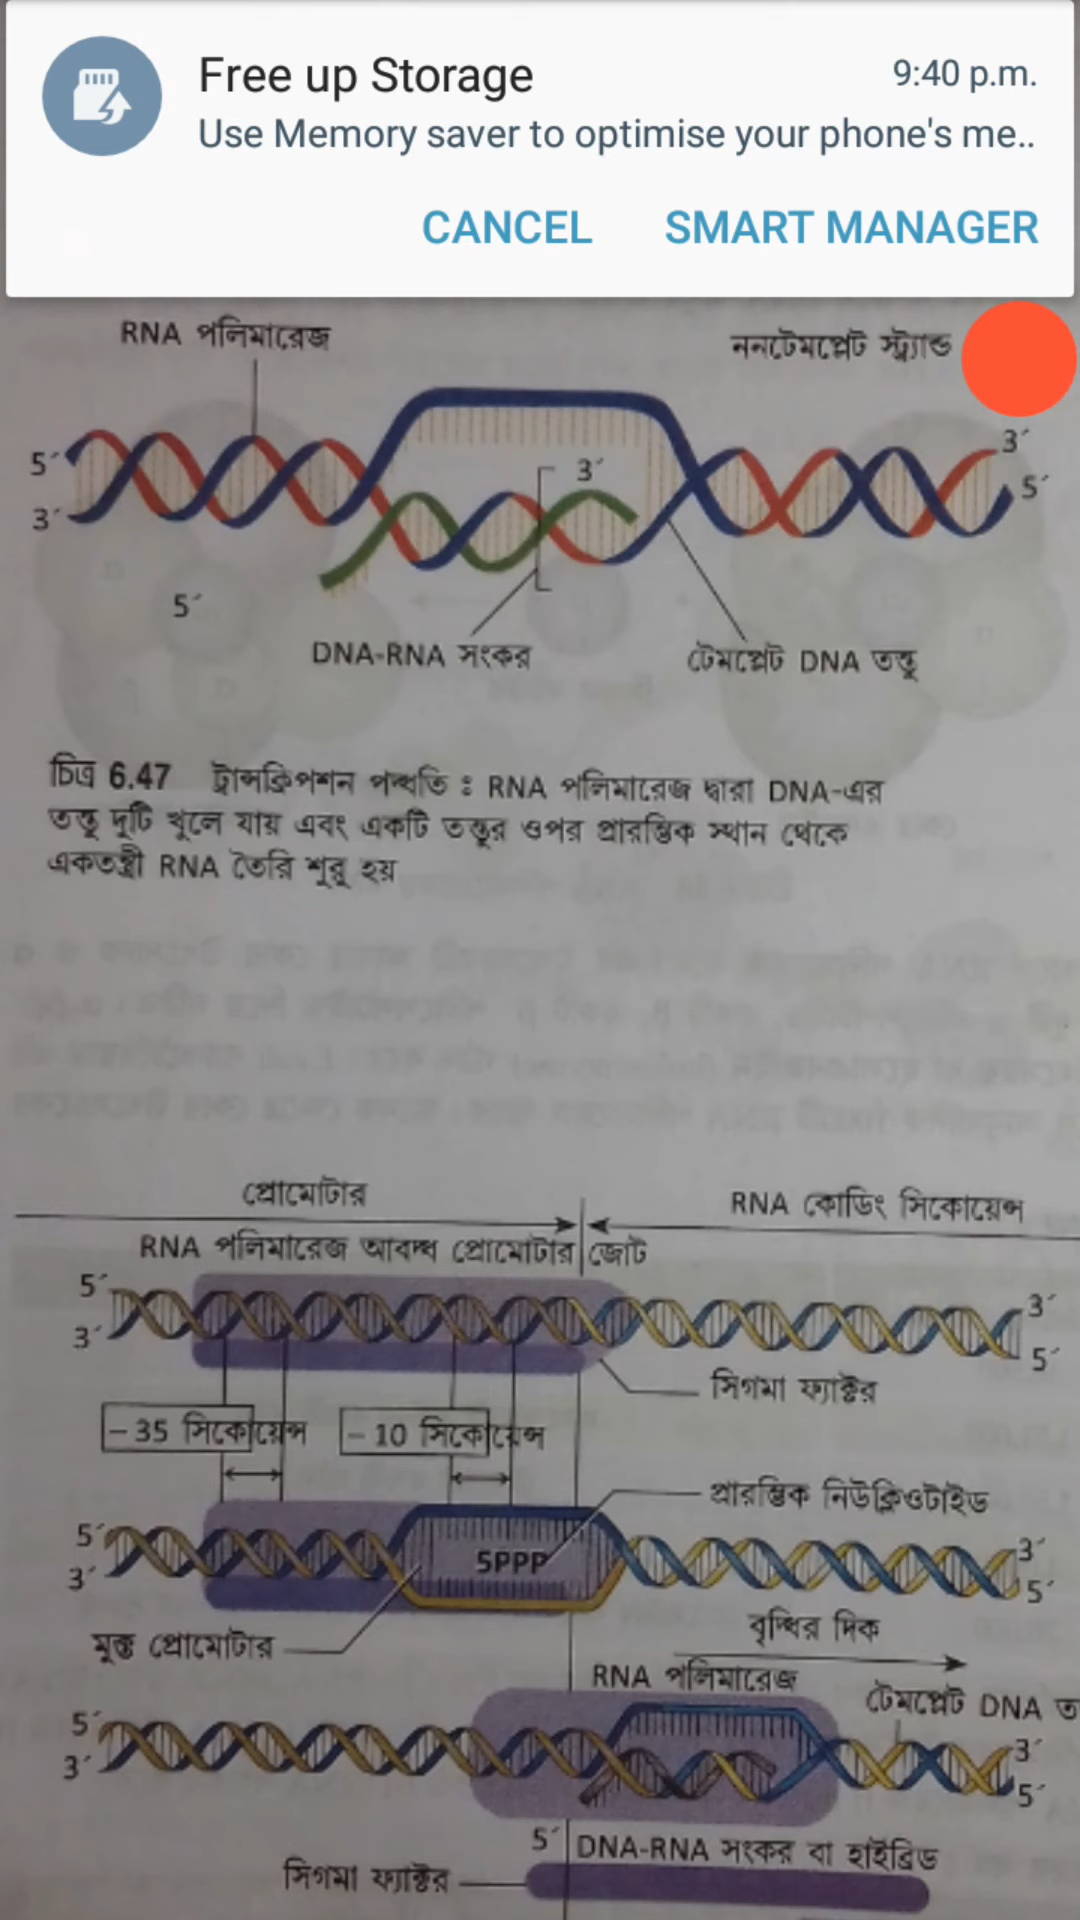 Free up Storage
9:40 p.m.
Use Memory saver to optimise your phone's me..
CANCEL
SMART MANAGER
RNA পলিমারেজ
ননটেমপ্লেট স্ট্র্যান্ড
5´
3´
3´
3´
5´
5´
DNA-RNA সংকর
টেমপ্লেট DNA তন্তু
চিত্র 6.47 ট্রান্সক্রিপশন পদ্ধতি : RNA পলিমারেজ দ্বারা DNA-এর
তন্তু দুটি খুলে যায় এবং একটি তন্তুর ওপর প্রারম্ভিক স্থান থেকে
একতন্ত্রী RNA তৈরি শুরু হয়
প্রোমোটার
RNA কোডিং সিকোয়েন্স
RNA পলিমারেজ আবদ্ধ প্রোমোটার জোট
5´
3´
3´
5´
সিগমা ফ্যাক্টর
– 35 সিকোয়েন্স
– 10 সিকোয়েন্স
প্রারম্ভিক নিউক্লিওটাইড
5´
3´
5PPP
3´
5´
মুক্ত প্রোমোটার
বৃদ্ধির দিক
RNA পলিমারেজ
টেমপ্লেট DNA ত
5´
3´
3´
5´
5´
DNA-RNA সংকর বা হাইব্রিড
সিগমা ফ্যাক্টর